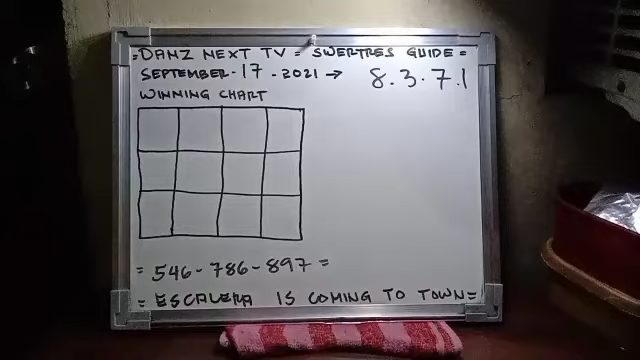 =DANZ NEXT TV = SWERTRES GUIDE =
SEPTEMBER-17-2021 → 8.3.7.1
WINNING CHART
= 546-786-897 =
= ESCALERA IS COMING TO TOWN=